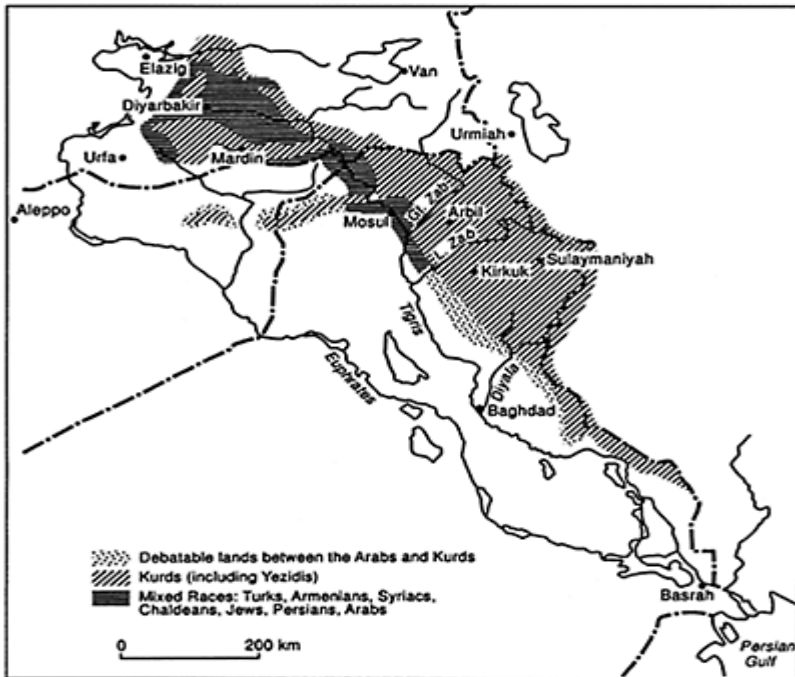 Elazig
Van
Diyarbakir
Urmiah
Urfa
Mardin
Aleppo
Gt. Zab.
Mosul
Arbil
L. Zab.
Sulaymaniyah
Kirkuk
Tigris
Euphrates
Diyala
Baghdad
Debatable lands between the Arabs and Kurds
Kurds (including Yezidis)
Mixed Races: Turks, Armenians, Syriacs,
Chaldeans, Jews, Persians, Arabs
Basrah
0 200 km
Persian
Gulf